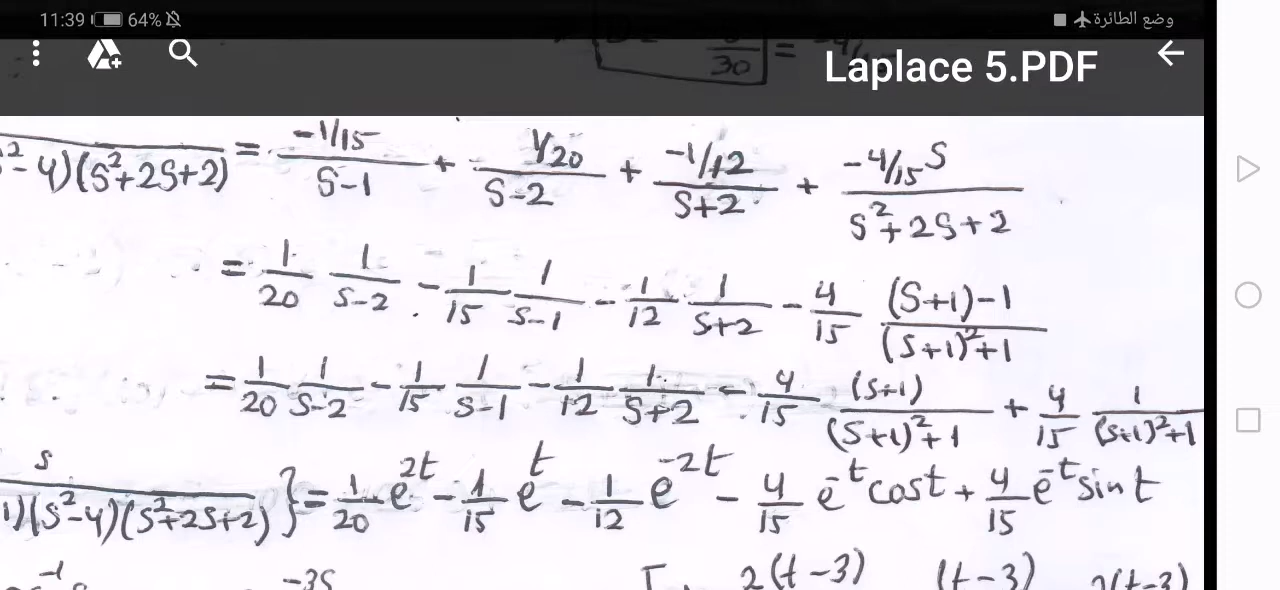 11:39 64% وضع الطائرة
Laplace 5.PDF
30 =
²-4)(S²+2S+2) = -1/15 / S-1 + 1/20 / S-2 + -1/12 / S+2 + -4/15 S / S²+2S+2
= 1/20 1/S-2 - 1/15 1/S-1 - 1/12 1/S+2 - 4/15 (S+1)-1 / (S+1)²+1
= 1/20 1/S-2 - 1/15 1/S-1 - 1/12 1/S+2 - 4/15 (S+1) / (S+1)²+1 + 4/15 1 / (S+1)²+1
S / 1)(S²-4)(S²+2S+2) } = 1/20 e^2t - 1/15 e^t - 1/12 e^-2t - 4/15 e^-t cost + 4/15 e^-t sint
-1 -3S 2(t-3) (t-3) 2(t-3)